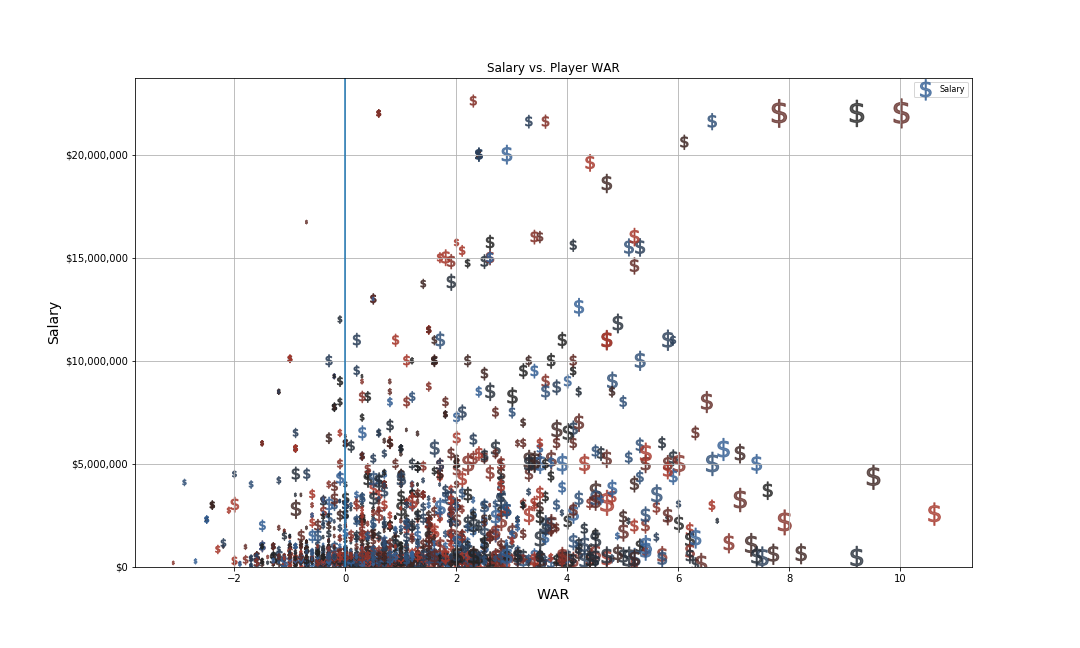 Salary vs. Player WAR
$ Salary
$20,000,000
$15,000,000
$10,000,000
$5,000,000
$0
Salary
−2 0 2 4 6 8 10
WAR